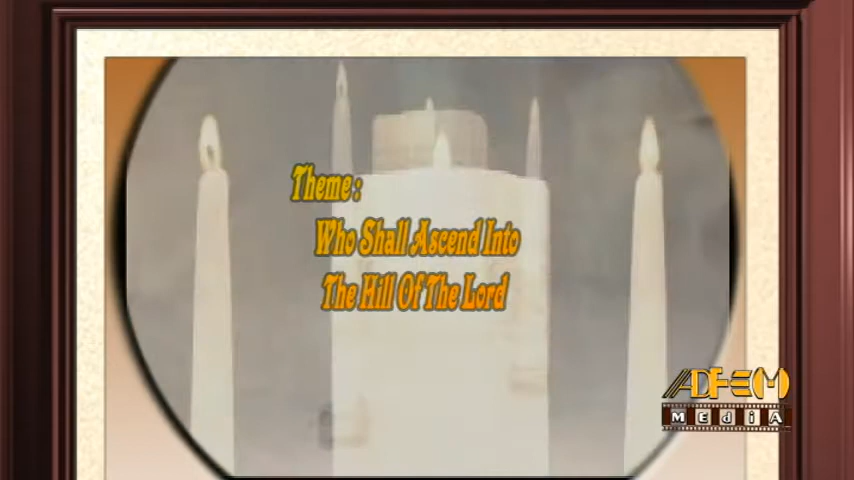 Theme :
Who Shall Ascend Into
The Hill Of The Lord
ADFEM
MEdiA